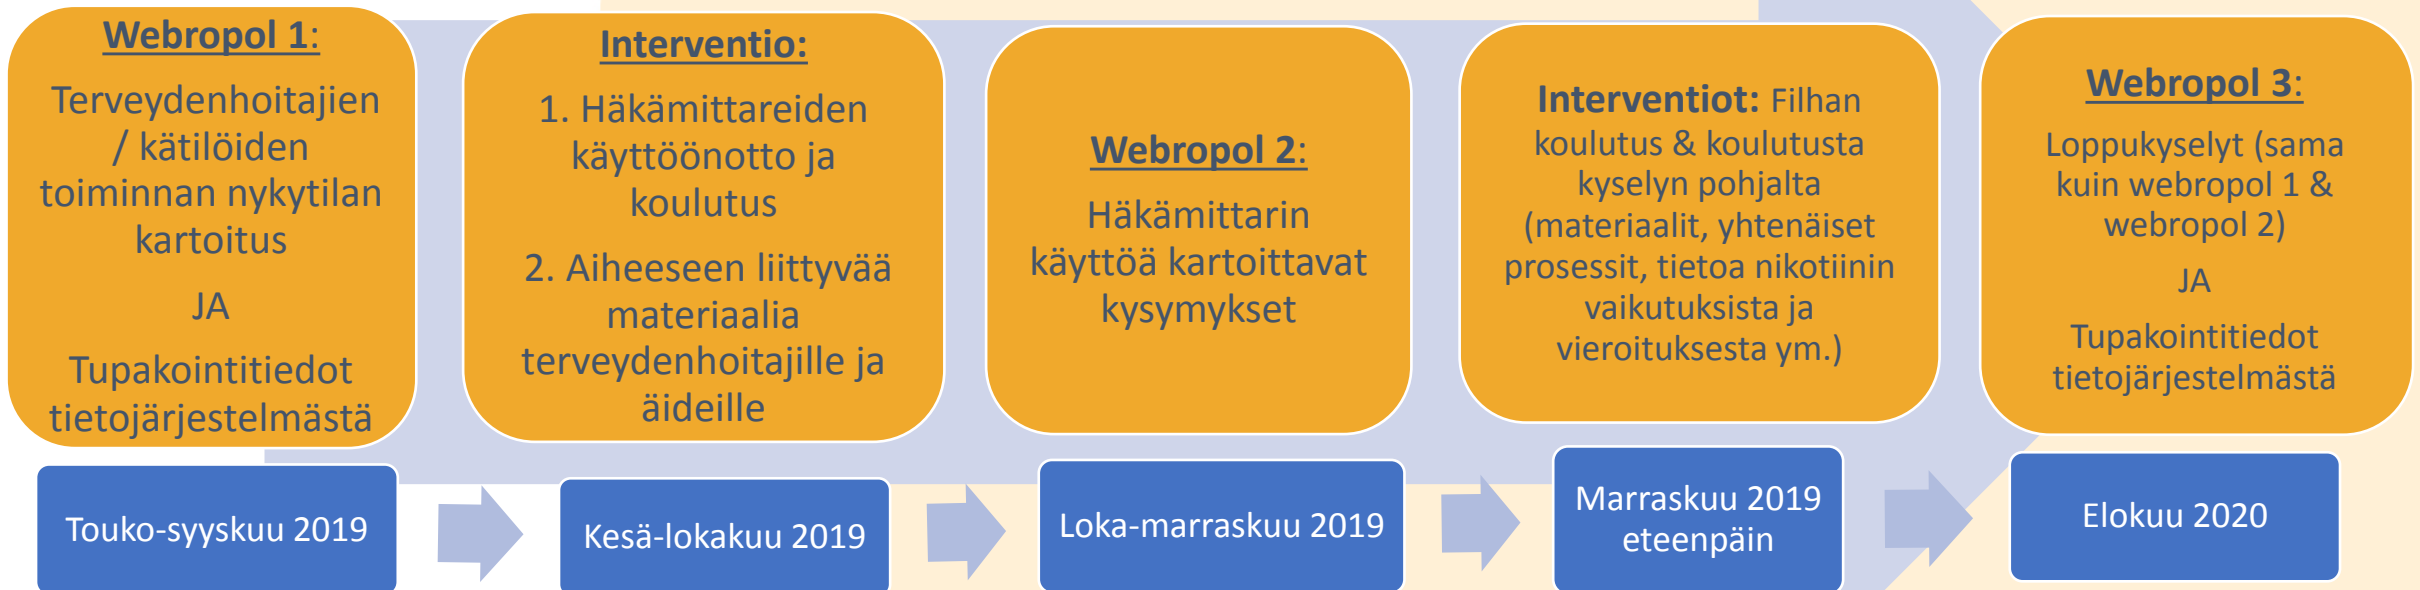 Webropol 1:
Terveydenhoitajien
/ kätilöiden
toiminnan nykytilan
kartoitus
JA
Tupakointitiedot
tietojärjestelmästä
Interventio:
1. Häkämittareiden
käyttöönotto ja
koulutus
2. Aiheeseen liittyvää
materiaalia
terveydenhoitajille ja
äideille
Webropol 2:
Häkämittarin
käyttöä kartoittavat
kysymykset
Interventiot: Filhan
koulutus & koulutusta
kyselyn pohjalta
(materiaalit, yhtenäiset
prosessit, tietoa nikotiinin
vaikutuksista ja
vieroituksesta ym.)
Webropol 3:
Loppukyselyt (sama
kuin webropol 1 &
webropol 2)
JA
Tupakointitiedot
tietojärjestelmästä
Touko-syyskuu 2019
Kesä-lokakuu 2019
Loka-marraskuu 2019
Marraskuu 2019
eteenpäin
Elokuu 2020